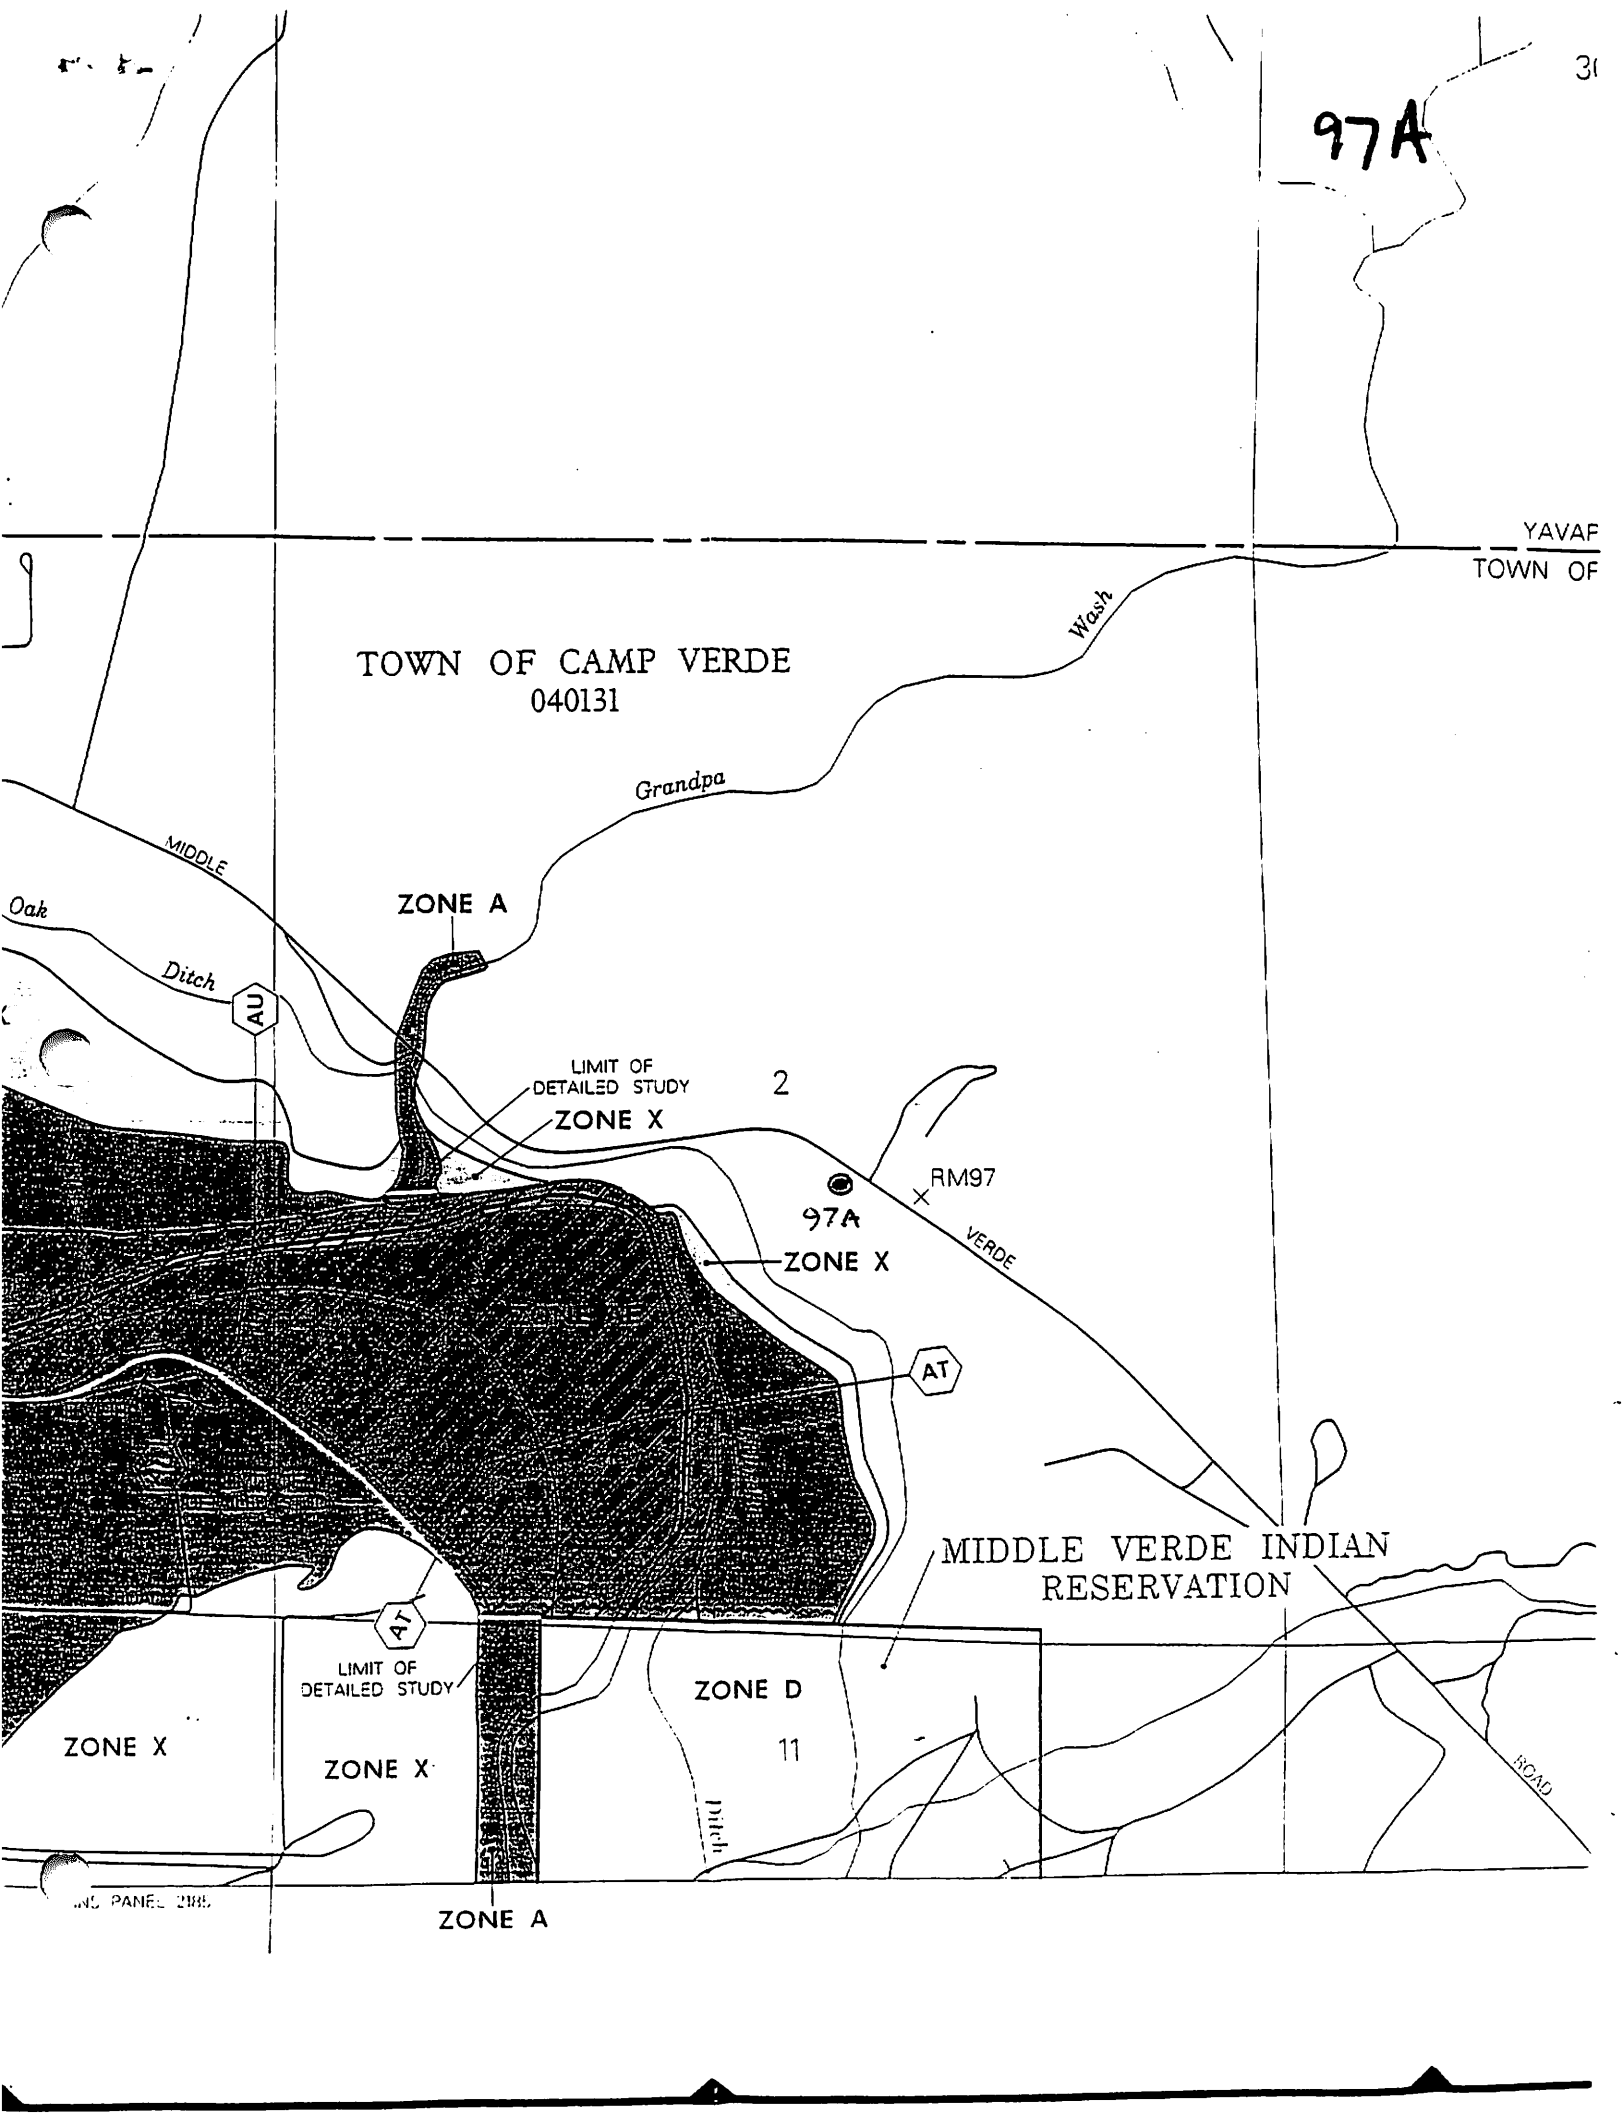 97A
YAVAP
TOWN OF
Wash
TOWN OF CAMP VERDE
040131
Grandpa
MIDDLE
ZONE A
Oak
Ditch
AU
LIMIT OF
DETAILED STUDY
2
ZONE X
RM97
97A
VERDE
ZONE X
AT
MIDDLE VERDE INDIAN
RESERVATION
AT
LIMIT OF
DETAILED STUDY
ZONE D
ZONE X
11
ZONE X
ROAD
Ditch
PANEL 2185
ZONE A